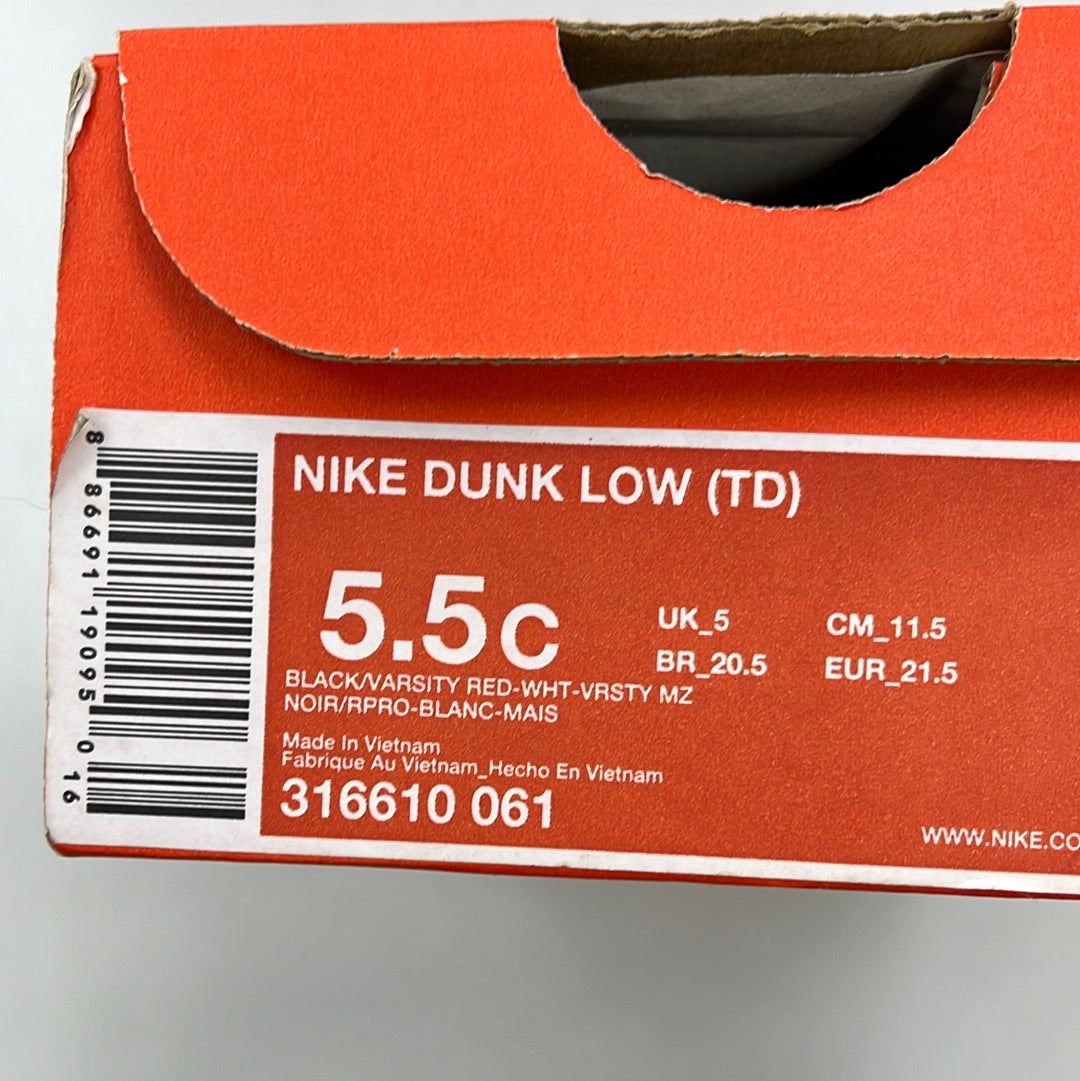 8 86691 19095 0 16
NIKE DUNK LOW (TD)
5.5C
UK_5 CM_11.5
BR_20.5 EUR_21.5
BLACK/VARSITY RED-WHT-VRSTY MZ
NOIR/RPRO-BLANC-MAIS
Made In Vietnam
Fabrique Au Vietnam_Hecho En Vietnam
316610 061
WWW.NIKE.CO